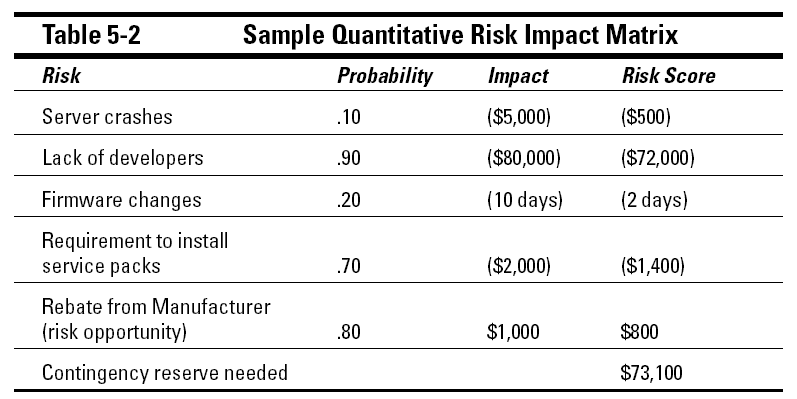 Table 5-2 Sample Quantitative Risk Impact Matrix
Risk Probability Impact Risk Score
Server crashes .10 ($5,000) ($500)
Lack of developers .90 ($80,000) ($72,000)
Firmware changes .20 (10 days) (2 days)
Requirement to install
service packs .70 ($2,000) ($1,400)
Rebate from Manufacturer
(risk opportunity) .80 $1,000 $800
Contingency reserve needed $73,100